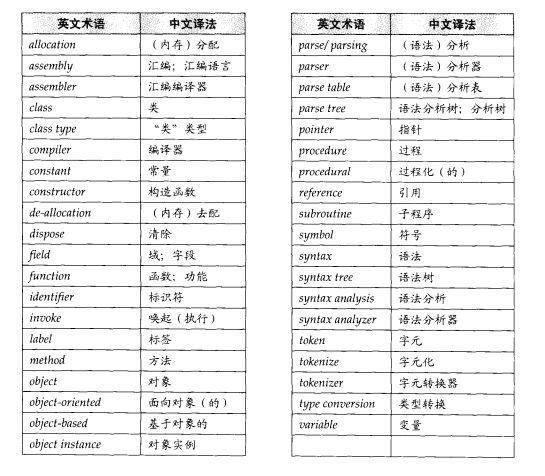 英文术语 中文译法
allocation （内存）分配
assembly 汇编；汇编语言
assembler 汇编编译器
class 类
class type “类”类型
compiler 编译器
constant 常量
constructor 构造函数
de-allocation （内存）去配
dispose 清除
field 域；字段
function 函数；功能
identifier 标识符
invoke 唤起（执行）
label 标签
method 方法
object 对象
object-oriented 面向对象（的）
object-based 基于对象的
object instance 对象实例
英文术语 中文译法
parse/parsing （语法）分析
parser （语法）分析器
parse table （语法）分析表
parse tree 语法分析树；分析树
pointer 指针
procedure 过程
procedural 过程化（的）
reference 引用
subroutine 子程序
symbol 符号
syntax 语法
syntax tree 语法树
syntax analysis 语法分析
syntax analyzer 语法分析器
token 字元
tokenize 字元化
tokenizer 字元转换器
type conversion 类型转换
variable 变量